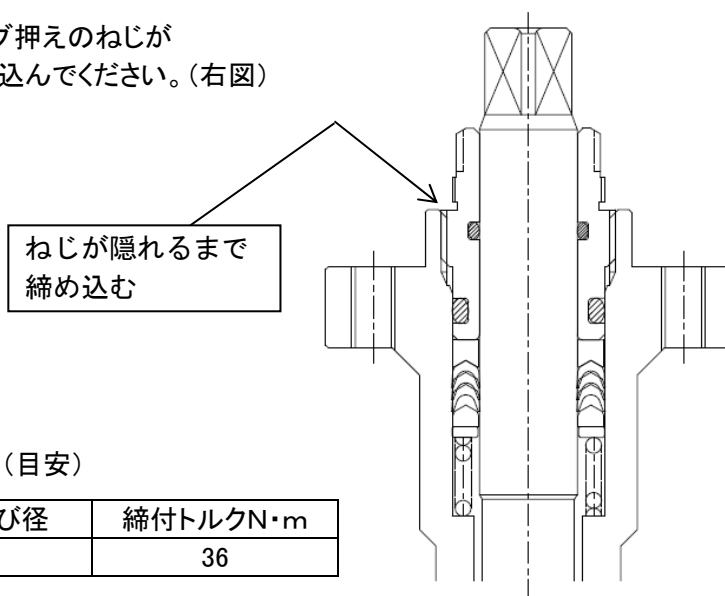 グ押えのねじが
込んでください。（右図）
ねじが隠れるまで
締め込む
（目安）
び径 締付トルクN・m
36